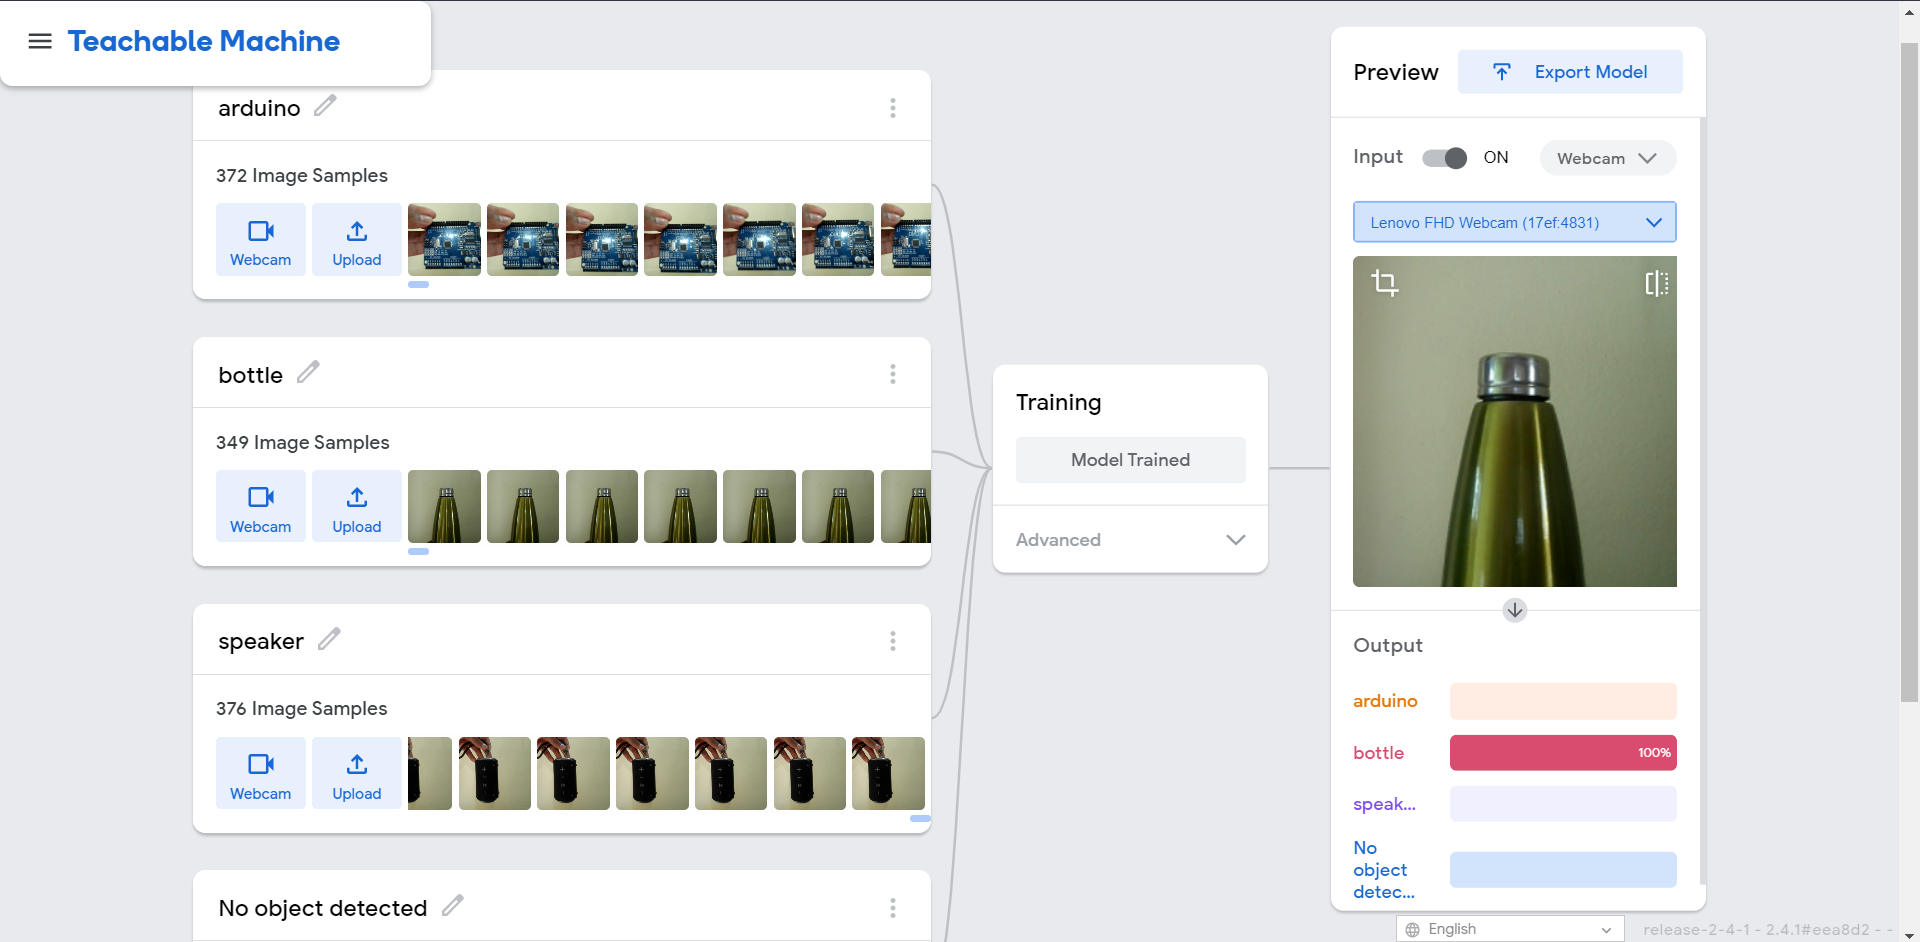 Teachable Machine
arduino
372 Image Samples
Webcam
Upload
bottle
349 Image Samples
Webcam
Upload
speaker
376 Image Samples
Webcam
Upload
No object detected
Training
Model Trained
Advanced
Preview
Export Model
Input
ON
Webcam
Lenovo FHD Webcam (17ef:4831)
Output
arduino
bottle
100%
speak...
No
object
detec...
English
release-2-4-1 - 2.4.1#eea8d2 - -